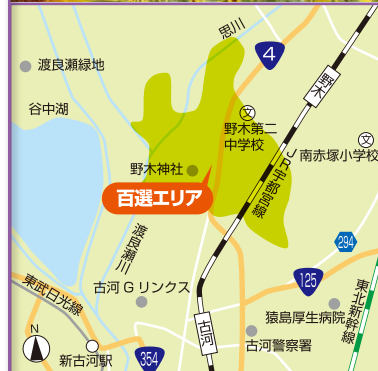 思川
4
渡良瀬緑地
野木
谷中湖
文
野木第二
中学校
文
南赤塚小学校
野木神社
JR宇都宮線
百選エリア
渡良瀬川
294
125
東北新幹線
東武日光線
古河Gリンクス
猿島厚生病院
古河
古河警察署
N
新古河駅
354